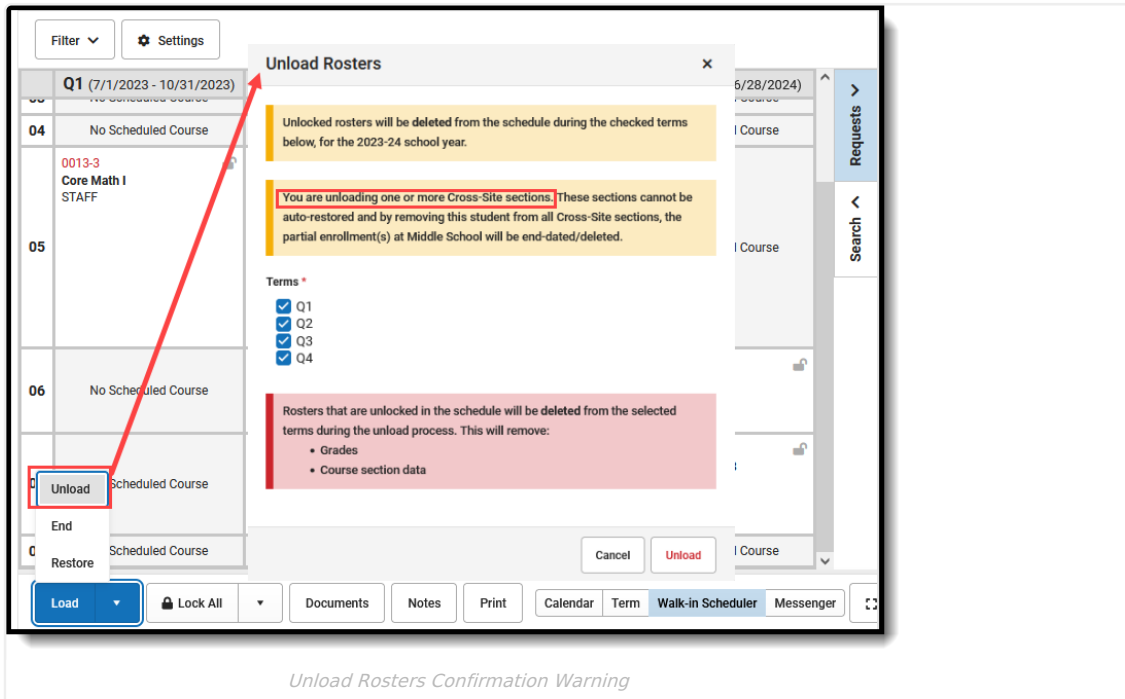 Filter
Settings
Q1 (7/1/2023 - 10/31/2023)
6/28/2024)
No Scheduled Course
04 No Scheduled Course
Course
0013-3
Core Math I
STAFF
05
Course
06 No Scheduled Course
Scheduled Course
Scheduled Course
Course
Unload Rosters
Unlocked rosters will be deleted from the schedule during the checked terms
below, for the 2023-24 school year.
You are unloading one or more Cross-Site sections. These sections cannot be
auto-restored and by removing this student from all Cross-Site sections, the
partial enrollment(s) at Middle School will be end-dated/deleted.
Terms *
Q1
Q2
Q3
Q4
Rosters that are unlocked in the schedule will be deleted from the selected
terms during the unload process. This will remove:
• Grades
• Course section data
Cancel
Unload
Requests
Search
Unload
End
Restore
Load
Lock All
Documents
Notes
Print
Calendar
Term
Walk-in Scheduler
Messenger
Unload Rosters Confirmation Warning